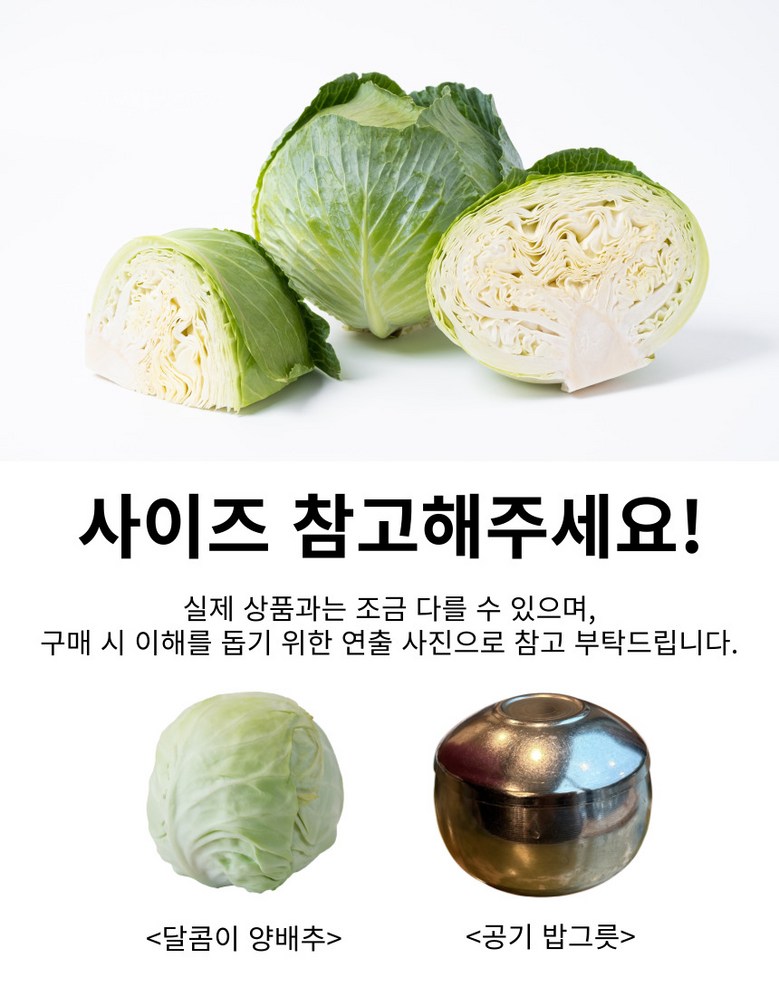 사이즈 참고해주세요!
실제 상품과는 조금 다를 수 있으며,
구매 시 이해를 돕기 위한 연출 사진으로 참고 부탁드립니다.
<달콤이 양배추>
<공기 밥그릇>